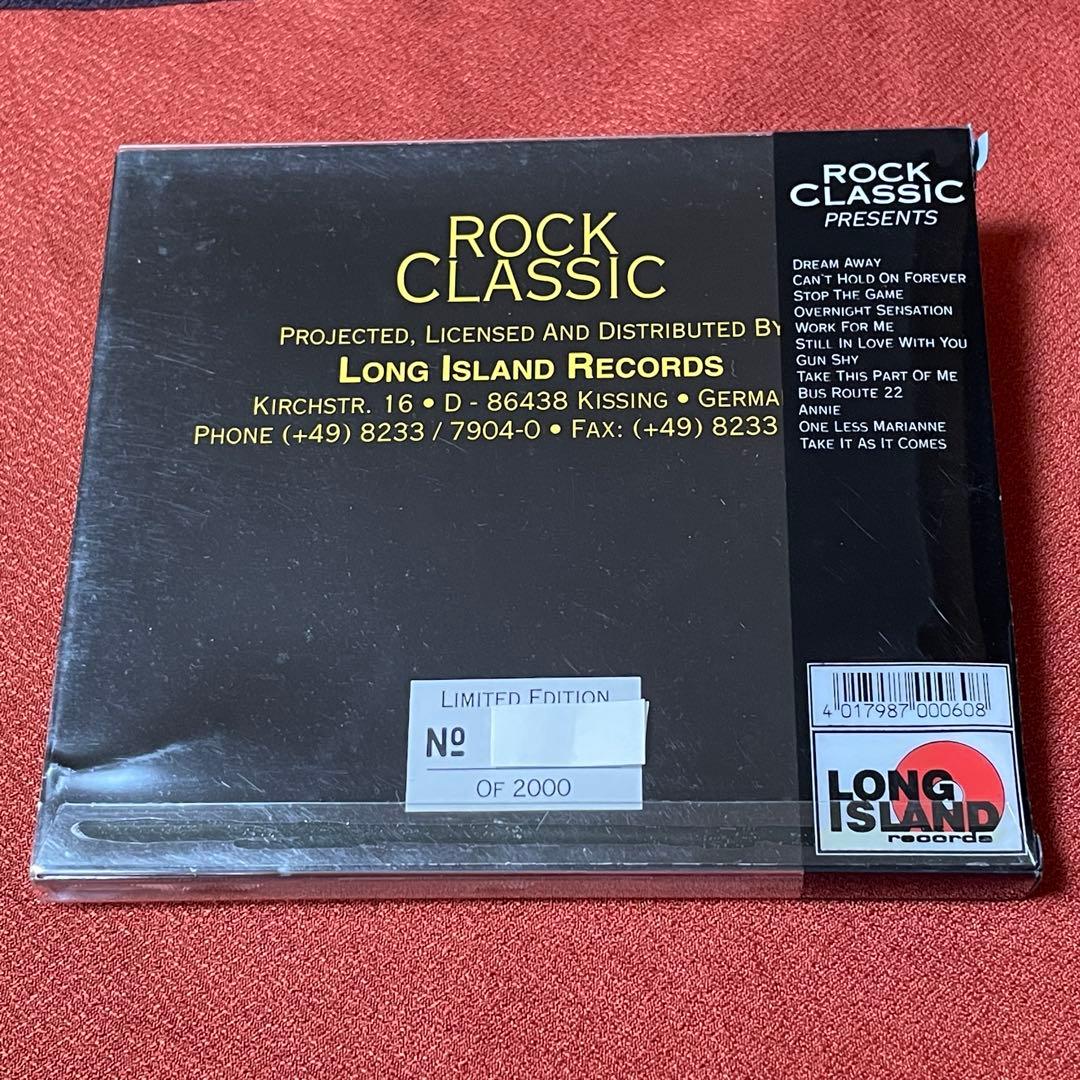 ROCK
CLASSIC
PROJECTED, LICENSED AND DISTRIBUTED BY
LONG ISLAND RECORDS
KIRCHSTR. 16 • D - 86438 KISSING • GERMA
PHONE (+49) 8233 / 7904-0 • FAX: (+49) 8233
LIMITED EDITION
Nº
OF 2000
ROCK
CLASSIC
PRESENTS
DREAM AWAY
CAN'T HOLD ON FOREVER
STOP THE GAME
OVERNIGHT SENSATION
WORK FOR ME
STILL IN LOVE WITH YOU
GUN SHY
TAKE THIS PART OF ME
BUS ROUTE 22
ANNIE
ONE LESS MARIANNE
TAKE IT AS IT COMES
4 017987 000608
LONG
ISLAND
records